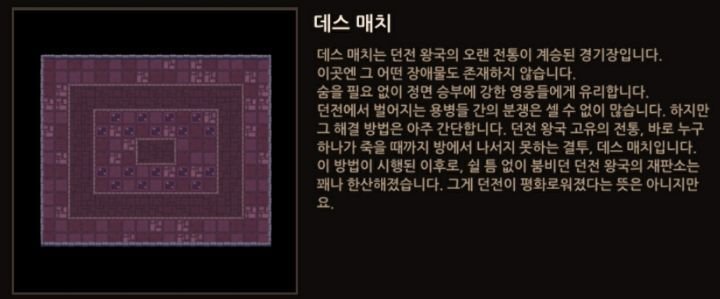 데스 매치
데스 매치는 던전 왕국의 오랜 전통이 계승된 경기장입니다.
이곳엔 그 어떤 장애물도 존재하지 않습니다.
숨을 필요 없이 정면 승부에 강한 영웅들에게 유리합니다.
던전에서 벌어지는 용병들 간의 분쟁은 셀 수 없이 많습니다. 하지만
그 해결 방법은 아주 간단합니다. 던전 왕국 고유의 전통, 바로 누구
하나가 죽을 때까지 방에서 나서지 못하는 결투, 데스 매치입니다.
이 방법이 시행된 이후로, 쉴 틈 없이 붐비던 던전 왕국의 재판소는
꽤나 한산해졌습니다. 그게 던전이 평화로워졌다는 뜻은 아니지만
요.